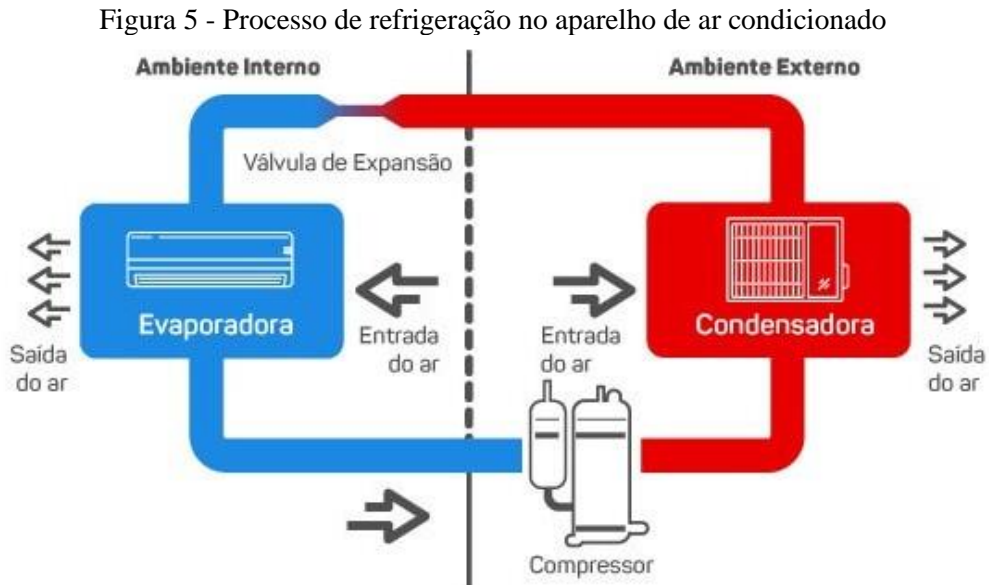 Figura 5 - Processo de refrigeração no aparelho de ar condicionado
Ambiente Interno
Ambiente Externo
Válvula de Expansão
Evaporadora
Condensadora
Saída
do ar
Entrada
do ar
Entrada
do ar
Saída
do ar
Compressor